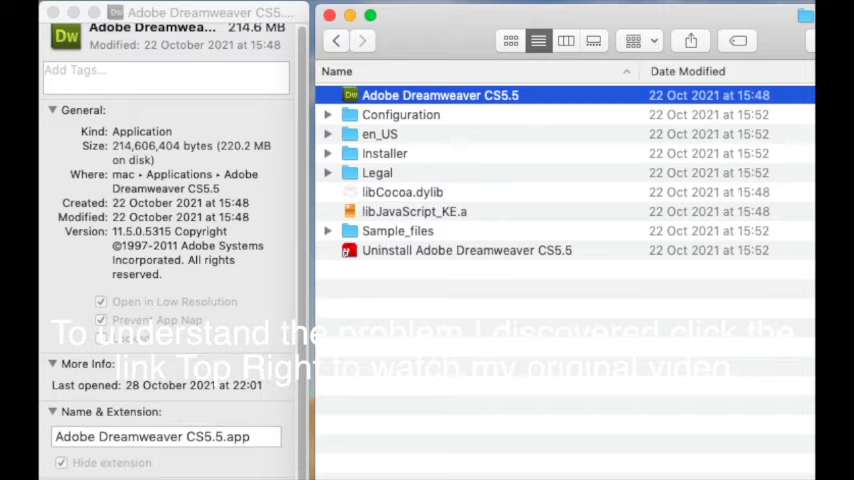 Adobe Dreamweaver CS5....
Dw
Adobe Dreamwea...
214.6 MB
Modified: 22 October 2021 at 15:48
Add Tags...
General:
Kind: Application
Size: 214,606,404 bytes (220.2 MB
on disk)
Where: mac ▸ Applications ▸ Adobe
Dreamweaver CS5.5
Created: 22 October 2021 at 15:48
Modified: 22 October 2021 at 15:48
Version: 11.5.0.5315 Copyright
©1997-2011 Adobe Systems
Incorporated. All rights
reserved.
Open in Low Resolution
Prevent App Nap
More Info:
Last opened: 28 October 2021 at 22:01
Name & Extension:
Adobe Dreamweaver CS5.5.app
Hide extension
Name
Date Modified
Dw
Adobe Dreamweaver CS5.5
22 Oct 2021 at 15:48
Configuration
22 Oct 2021 at 15:52
en_US
22 Oct 2021 at 15:52
Installer
22 Oct 2021 at 15:52
Legal
22 Oct 2021 at 15:52
libCocoa.dylib
22 Oct 2021 at 15:48
libJavaScript_KE.a
22 Oct 2021 at 15:48
Sample_files
22 Oct 2021 at 15:52
Uninstall Adobe Dreamweaver CS5.5
22 Oct 2021 at 15:52
To understand the problem I discovered click the
link Top Right to watch my original video